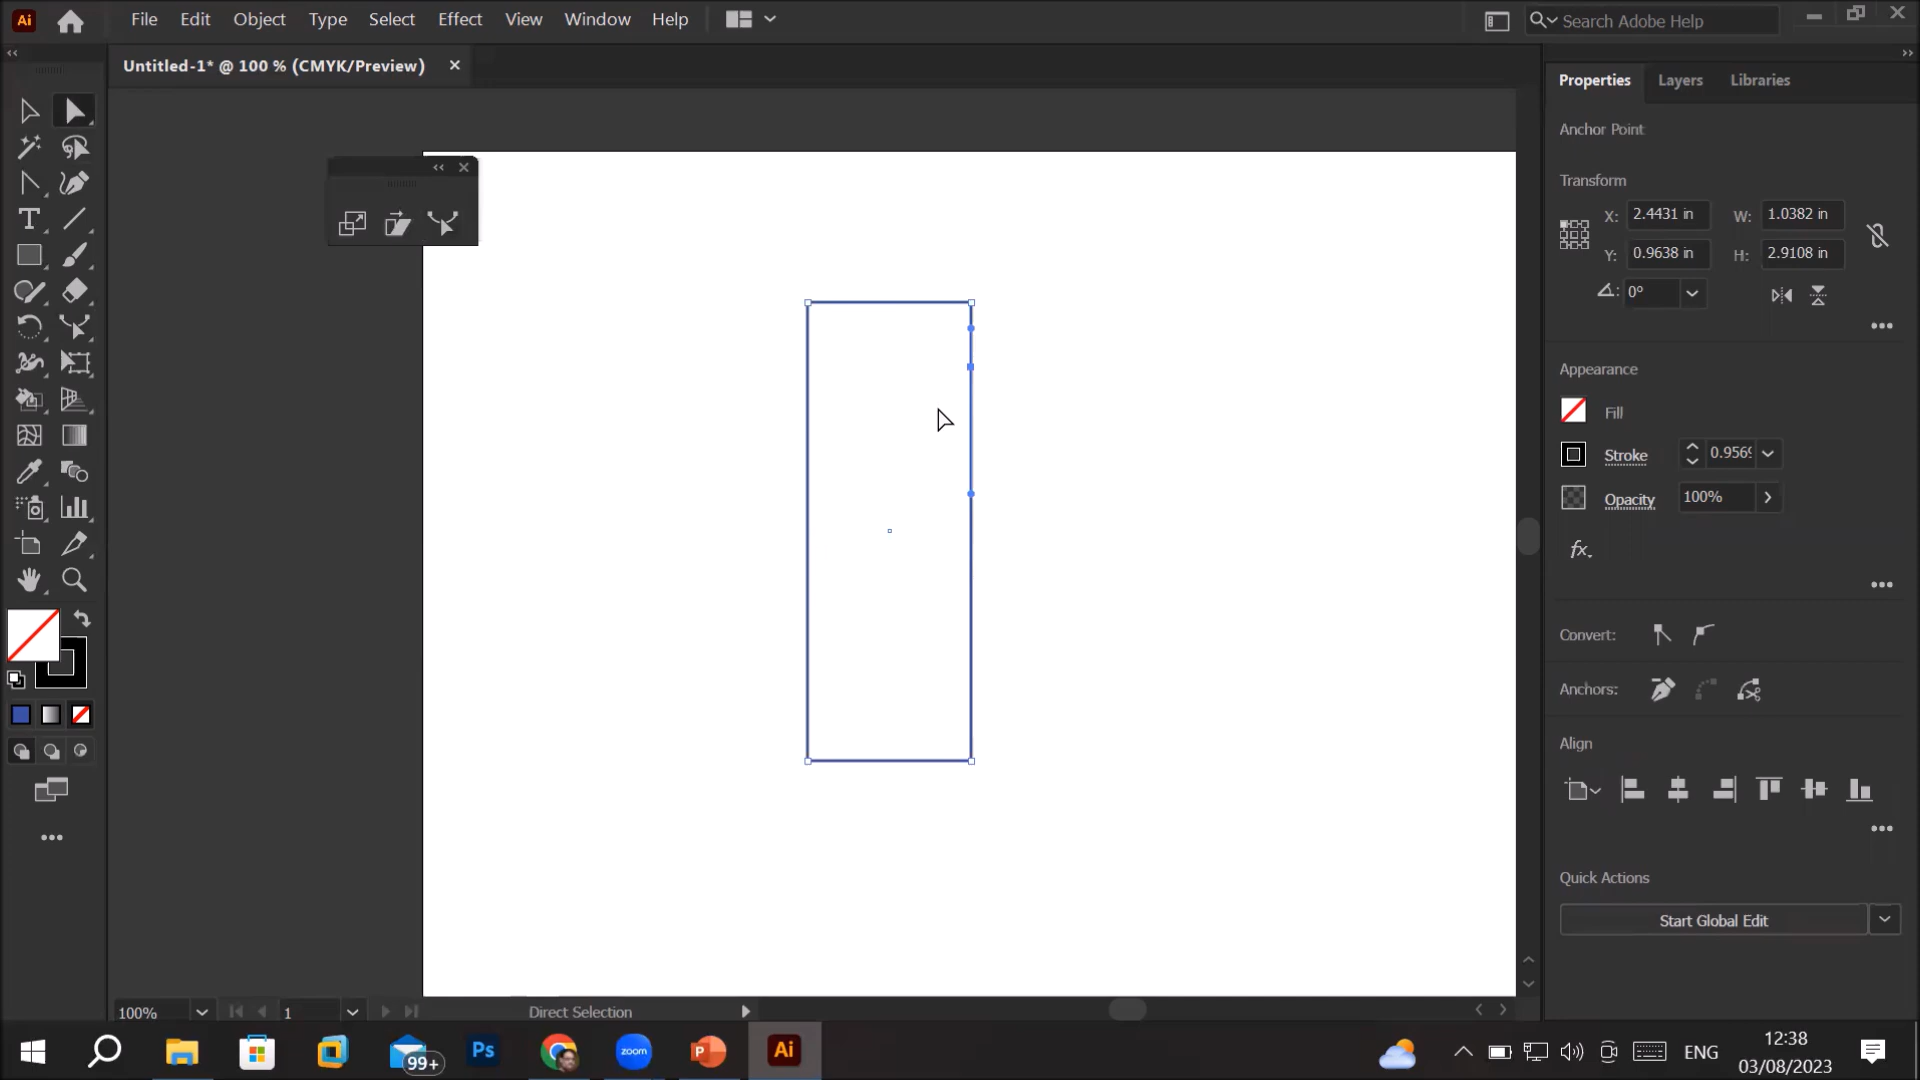 Ai File Edit Object Type Select Effect View Window Help Search Adobe Help
Untitled-1* @ 100 % (CMYK/Preview)
Properties Layers Libraries
Anchor Point
Transform
X: 2.4431 in W: 1.0382 in
Y: 0.9638 in H: 2.9108 in
0°
Appearance
Fill
Stroke 0.9569
Opacity 100%
fx.
Convert:
Anchors:
Align
Quick Actions
Start Global Edit
100% 1 Direct Selection
99+ Ps zoom P Ai ENG 12:38
03/08/2023